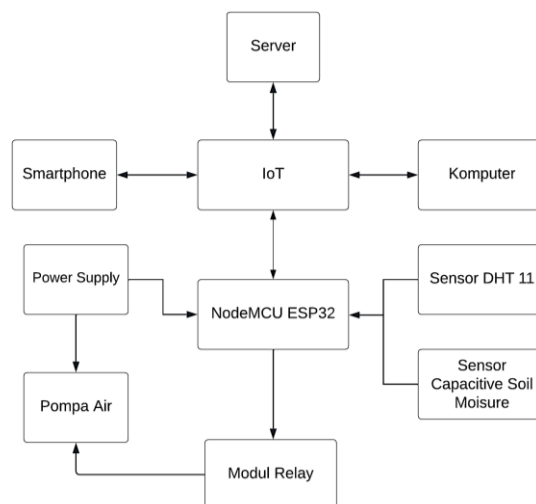 Server
Smartphone
IoT
Komputer
Power Supply
NodeMCU ESP32
Sensor DHT 11
Pompa Air
Sensor
Capacitive Soil
Moisure
Modul Relay